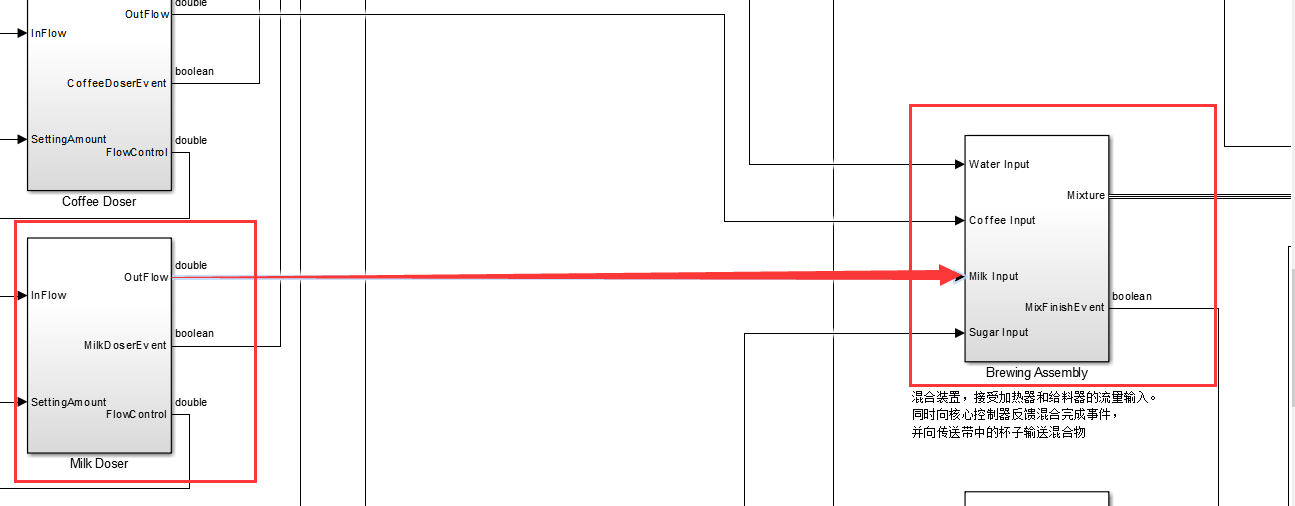 double
OutFlow
InFlow
boolean
CoffeeDoserEvent
double
SettingAmount
FlowControl
Coffee Doser
double
OutFlow
InFlow
boolean
MilkDoserEvent
double
SettingAmount
FlowControl
Milk Doser
Water Input
Mixture
Coffee Input
Milk Input
boolean
MixFinishEvent
Sugar Input
Brewing Assembly
混合装置，接受加热器和给料器的流量输入。
同时向核心控制器反馈混合完成事件，
并向传送带中的杯子输送混合物